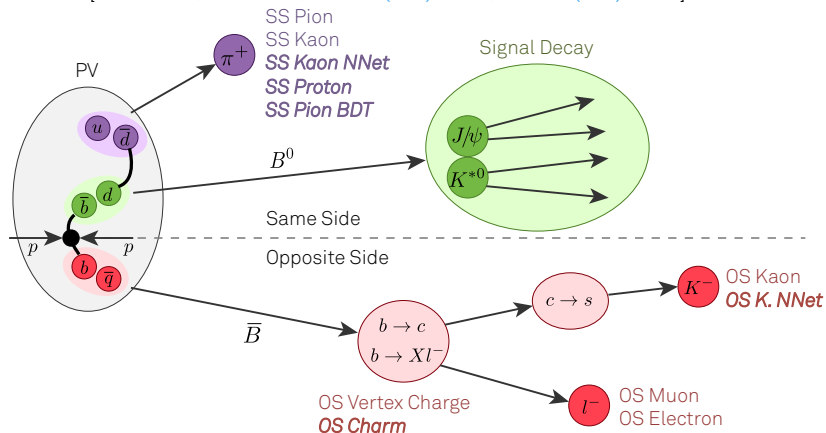 SS Pion
SS Kaon
SS Kaon NNet
SS Proton
SS Pion BDT
π⁺
PV
Signal Decay
u
d̅
J/ψ
K*⁰
B⁰
b̅
d
Same Side
p
p
Opposite Side
b
q̅
B̅
b → c
b → Xl⁻
c → s
K⁻
OS Kaon
OS K. NNet
OS Vertex Charge
OS Charm
l⁻
OS Muon
OS Electron